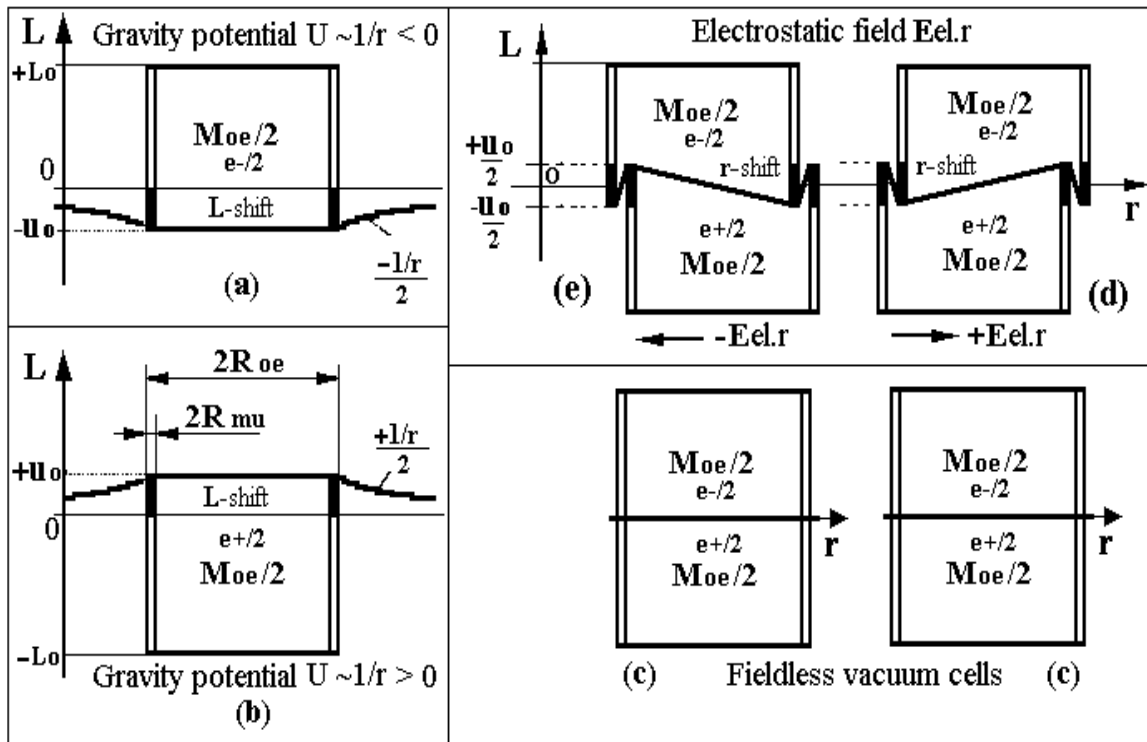 L
Gravity potential U ~1/r < 0
+Lo
Moe/2
e-/2
0
L-shift
-uo
-1/r
2
(a)
L
2Roe
2Rmu
+1/r
2
+uo
L-shift
0
e+/2
Moe/2
-Lo
Gravity potential U ~1/r > 0
(b)
Electrostatic field Eel.r
L
Moe/2
e-/2
Moe/2
e-/2
+uo
2
r-shift
r-shift
o
-uo
2
r
e+/2
Moe/2
e+/2
Moe/2
(e)
(d)
-Eel.r
+Eel.r
Moe/2
e-/2
Moe/2
e-/2
r
r
e+/2
Moe/2
e+/2
Moe/2
(c) Fieldless vacuum cells (c)